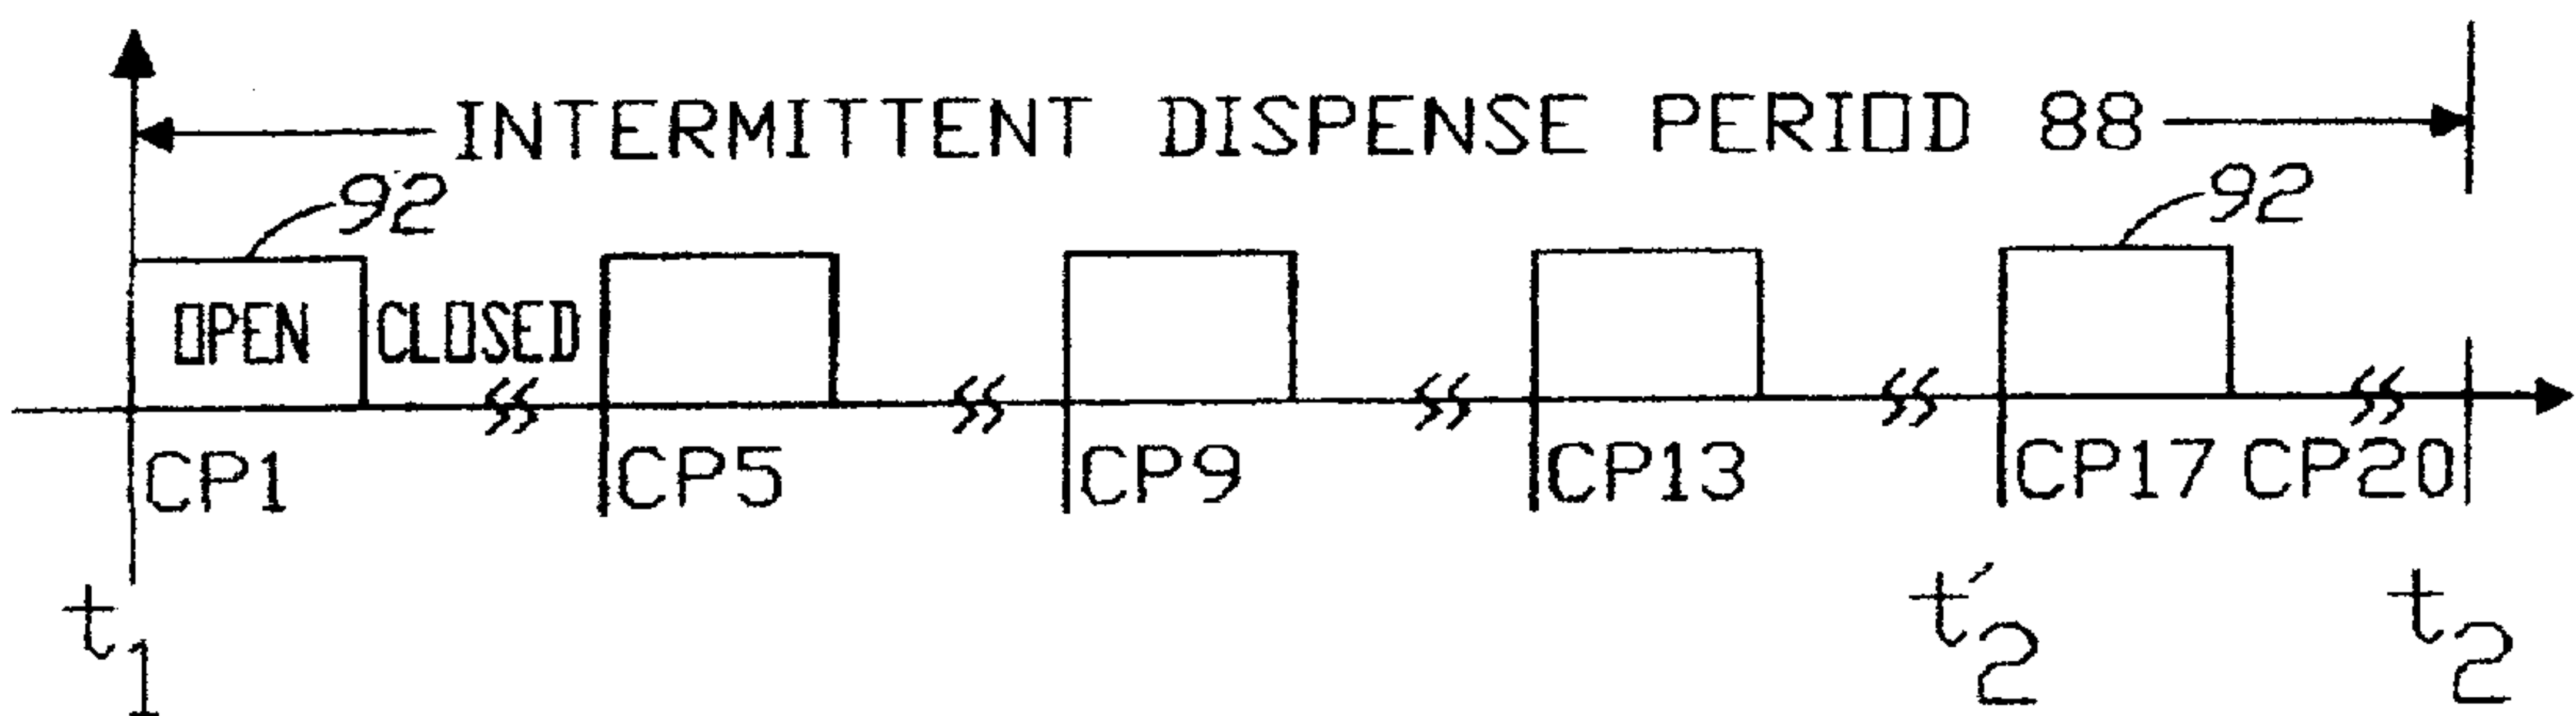 INTERMITTENT DISPENSE PERIOD 88
92 92
OPEN CLOSED
CP1 CP5 CP9 CP13 CP17 CP20
t1 t'2 t2